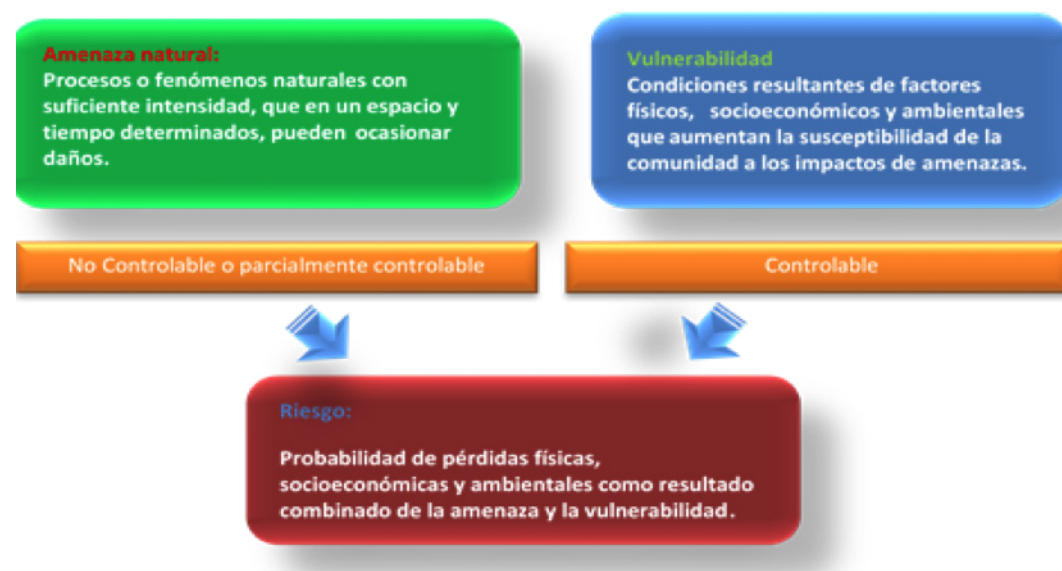 Amenaza natural:
Procesos o fenómenos naturales con
suficiente intensidad, que en un espacio y
tiempo determinados, pueden ocasionar
daños.
Vulnerabilidad
Condiciones resultantes de factores
físicos, socioeconómicos y ambientales
que aumentan la susceptibilidad de la
comunidad a los impactos de amenazas.
No Controlable o parcialmente controlable
Controlable
Riesgo:
Probabilidad de pérdidas físicas,
socioeconómicas y ambientales como resultado
combinado de la amenaza y la vulnerabilidad.